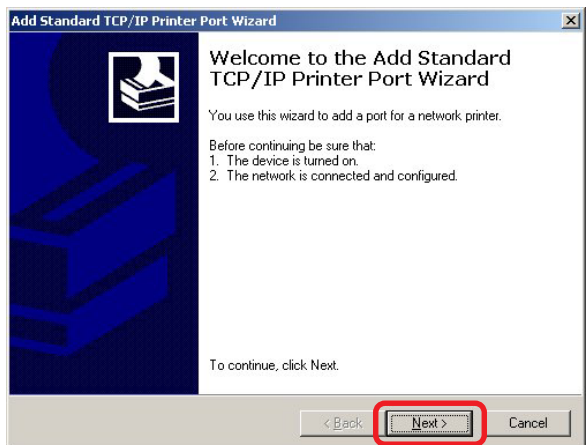 Add Standard TCP/IP Printer Port Wizard
Welcome to the Add Standard
TCP/IP Printer Port Wizard
You use this wizard to add a port for a network printer.
Before continuing be sure that:
1. The device is turned on.
2. The network is connected and configured.
To continue, click Next.
< Back
Next >
Cancel